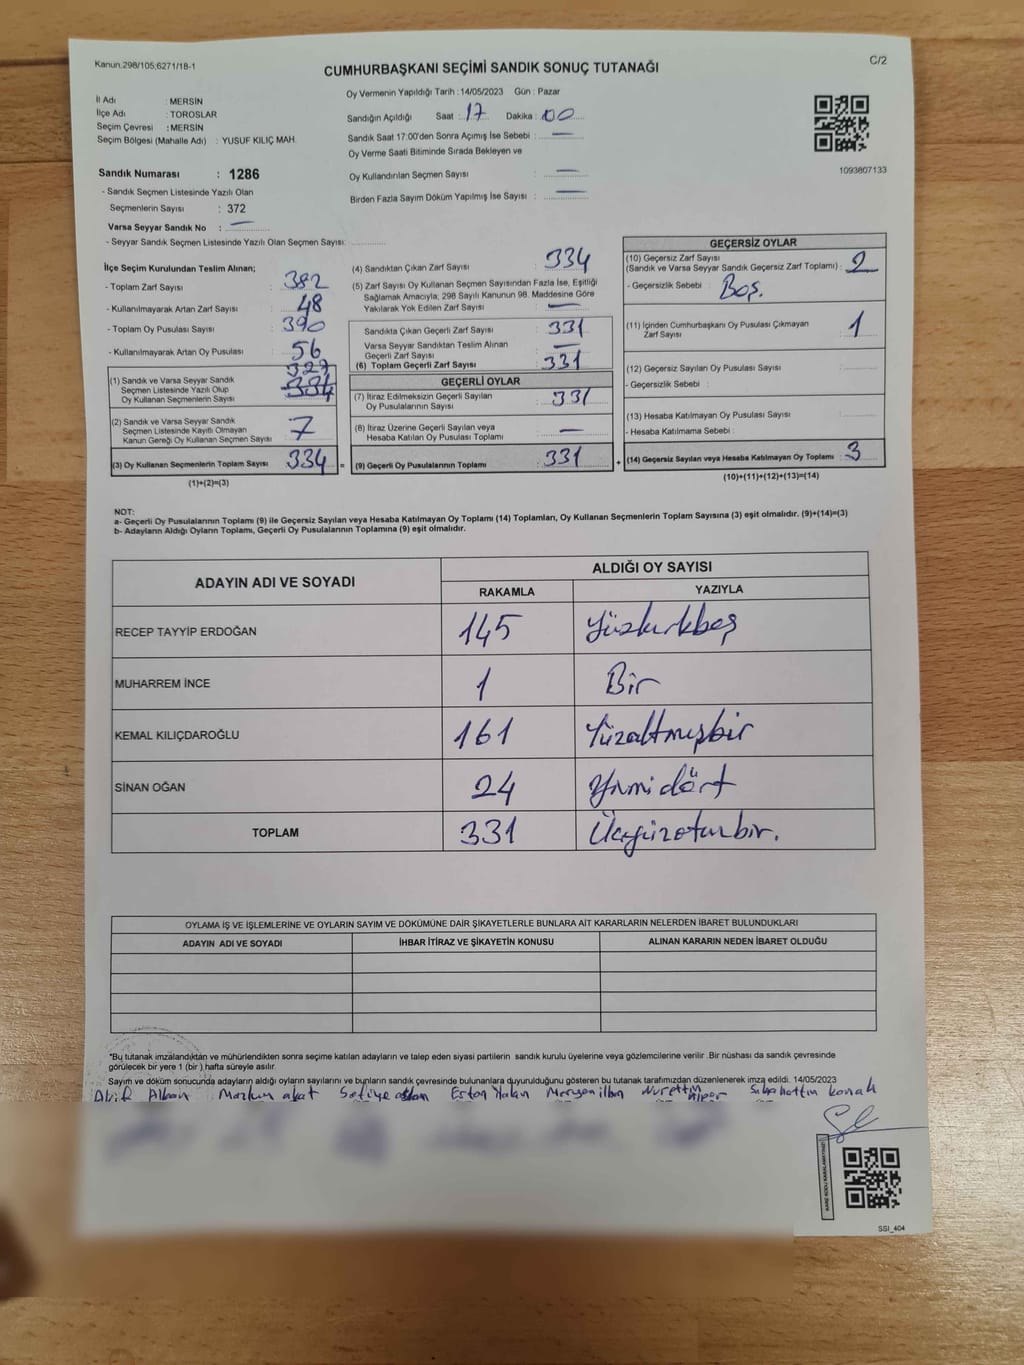 Kanun.298/105,6271/18-1
C/2
CUMHURBAŞKANI SEÇİMİ SANDIK SONUÇ TUTANAĞI
İl Adı : MERSİN
İlçe Adı : TOROSLAR
Seçim Çevresi : MERSİN
Seçim Bölgesi (Mahalle Adı) : YUSUF KILIÇ MAH.
Sandık Numarası : 1286
- Sandık Seçmen Listesinde Yazılı Olan
Seçmenlerin Sayısı : 372
Varsa Seyyar Sandık No : —
- Seyyar Sandık Seçmen Listesinde Yazılı Olan Seçmen Sayısı:
Oy Vermenin Yapıldığı Tarih : 14/05/2023 Gün : Pazar
Sandığın Açıldığı Saat : 17 Dakika : 00
Sandık Saat 17:00'den Sonra Açımış İse Sebebi : —
Oy Verme Saati Bitiminde Sırada Bekleyen ve
Oy Kullandırılan Seçmen Sayısı : —
Birden Fazla Sayım Döküm Yapılmış İse Sayısı : —
1093807133
İlçe Seçim Kurulundan Teslim Alınan;
- Toplam Zarf Sayısı 382
- Kullanılmayarak Artan Zarf Sayısı 48
- Toplam Oy Pusulası Sayısı 390
- Kullanılmayarak Artan Oy Pusulası 56
(1) Sandık ve Varsa Seyyar Sandık 327
Seçmen Listesinde Yazılı Olup 334
Oy Kullanan Seçmenlerin Sayısı
(2) Sandık ve Varsa Seyyar Sandık
Seçmen Listesinde Kayıtlı Olmayan 7
Kanun Gereği Oy Kullanan Seçmen Sayısı
(3) Oy Kullanan Seçmenlerin Toplam Sayısı 334 =
(1)+(2)=(3)
(4) Sandıktan Çıkan Zarf Sayısı 334
(5) Zarf Sayısı Oy Kullanan Seçmen Sayısından Fazla İse, Eşitliği
Sağlamak Amacıyla; 298 Sayılı Kanunun 98. Maddesine Göre
Yakılarak Yok Edilen Zarf Sayısı —
Sandıkta Çıkan Geçerli Zarf Sayısı 331
Varsa Seyyar Sandıktan Teslim Alınan
Geçerli Zarf Sayısı —
(6) Toplam Geçerli Zarf Sayısı 331
GEÇERLİ OYLAR
(7) İtiraz Edilmeksizin Geçerli Sayılan
Oy Pusulalarının Sayısı 331
(8) İtiraz Üzerine Geçerli Sayılan veya
Hesaba Katılan Oy Pusulası Toplamı —
(9) Geçerli Oy Pusulalarının Toplamı 331 +
GEÇERSİZ OYLAR
(10) Geçersiz Zarf Sayısı
(Sandık ve Varsa Seyyar Sandık Geçersiz Zarf Toplamı) : 2
- Geçersizlik Sebebi : Boş.
(11) İçinden Cumhurbaşkanı Oy Pusulası Çıkmayan
Zarf Sayısı 1
(12) Geçersiz Sayılan Oy Pusulası Sayısı :
- Geçersizlik Sebebi :
(13) Hesaba Katılmayan Oy Pusulası Sayısı
- Hesaba Katılmama Sebebi :
(14) Geçersiz Sayılan veya Hesaba Katılmayan Oy Toplamı 3
(10)+(11)+(12)+(13)=(14)
NOT:
a- Geçerli Oy Pusulalarının Toplamı (9) ile Geçersiz Sayılan veya Hesaba Katılmayan Oy Toplamı (14) Toplamları, Oy Kullanan Seçmenlerin Toplam Sayısına (3) eşit olmalıdır. (9)+(14)=(3)
b- Adayların Aldığı Oyların Toplamı, Geçerli Oy Pusulalarının Toplamına (9) eşit olmalıdır.
ADAYIN ADI VE SOYADI
ALDIĞI OY SAYISI
RAKAMLA YAZIYLA
RECEP TAYYİP ERDOĞAN 145 Yüzkırkbeş
MUHARREM İNCE 1 Bir
KEMAL KILIÇDAROĞLU 161 Yüzaltmışbir
SİNAN OĞAN 24 Yirmidört
TOPLAM 331 Üçyüzotuzbir.
OYLAMA İŞ VE İŞLEMLERİNE VE OYLARIN SAYIM VE DÖKÜMÜNE DAİR ŞİKAYETLERLE BUNLARA AİT KARARLARIN NELERDEN İBARET BULUNDUKLARI
ADAYIN ADI VE SOYADI İHBAR İTİRAZ VE ŞİKAYETİN KONUSU ALINAN KARARIN NEDEN İBARET OLDUĞU
"Bu tutanak imzalandıktan ve mühürlendikten sonra seçime katılan adayların ve talep eden siyasi partilerin sandık kurulu üyelerine veya gözlemcilerine verilir .Bir nüshası da sandık çevresinde
görülecek bir yere 1 (bir ) hafta süreyle asılır.
Sayım ve döküm sonucunda adayların aldığı oyların sayılarını ve bunların sandık çevresinde bulunanlara duyurulduğunu gösteren bu tutanak tarafımızdan düzenlenerek imza edildi. 14/05/2023
Akif Alban Mazlum akat Safiye aslan Ertan Meryem ilban Nurettin Alper Sabahattin konak
SSI_404